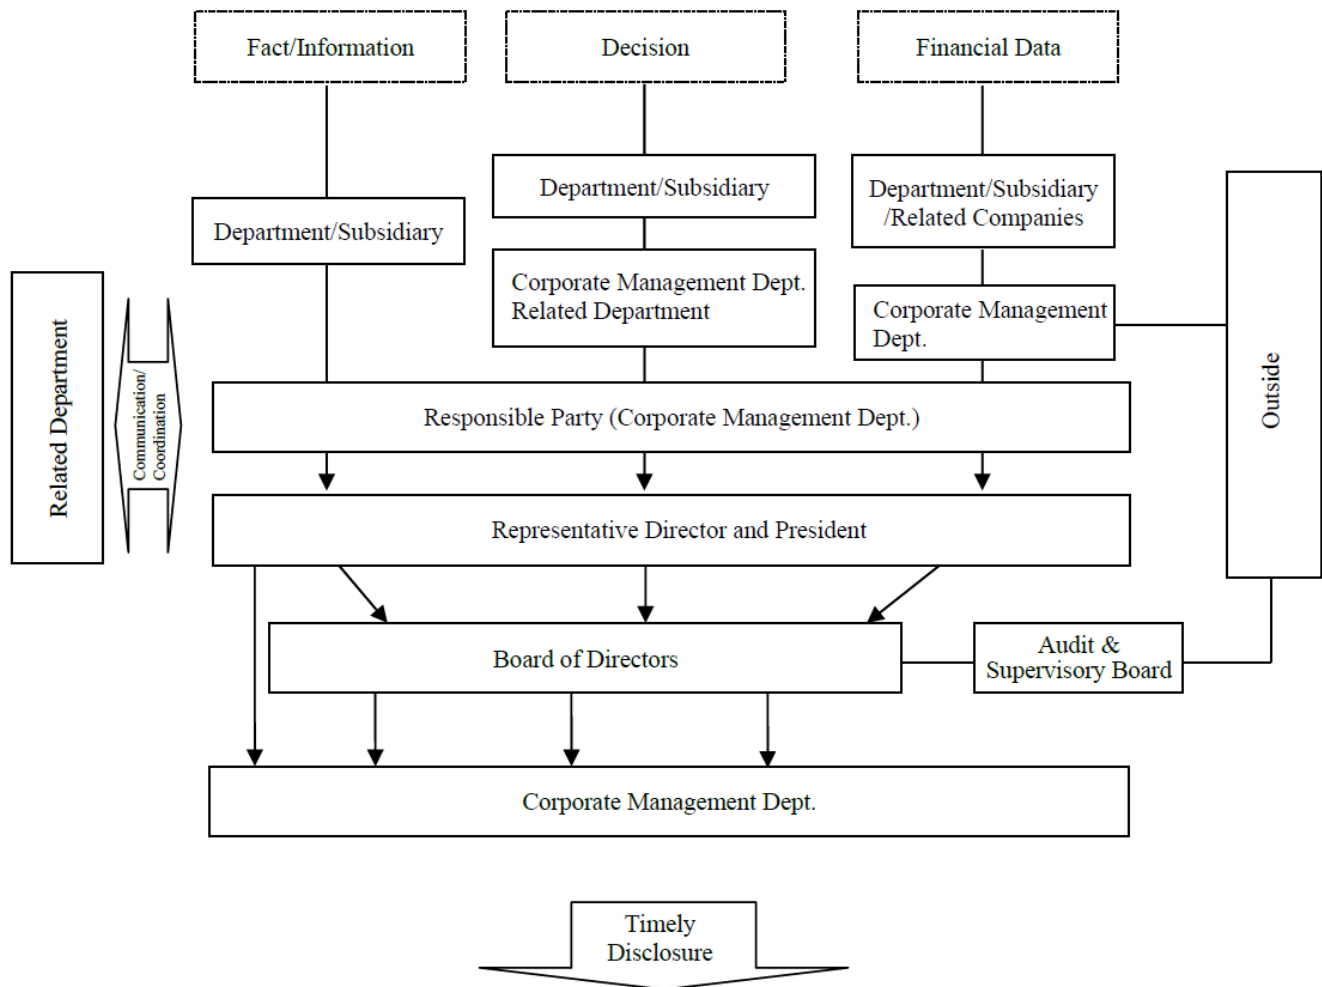 Fact/Information
Decision
Financial Data
Department/Subsidiary
Department/Subsidiary
/Related Companies
Department/Subsidiary
Corporate Management Dept.
Related Department
Corporate Management
Dept.
Related Department
Communication/
Coordination
Outside
Responsible Party (Corporate Management Dept.)
Representative Director and President
Board of Directors
Audit &
Supervisory Board
Corporate Management Dept.
Timely
Disclosure